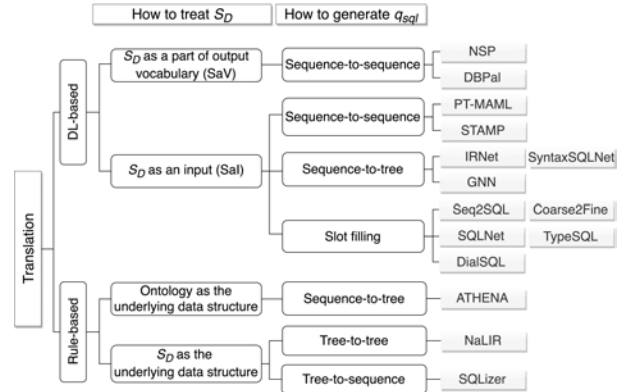 How to treat S_D
How to generate q_sql
Translation
DL-based
S_D as a part of output
vocabulary (SaV)
Sequence-to-sequence
NSP
DBPal
S_D as an input (SaI)
Sequence-to-sequence
PT-MAML
STAMP
Sequence-to-tree
IRNet
SyntaxSQLNet
GNN
Slot filling
Seq2SQL
Coarse2Fine
SQLNet
TypeSQL
DialSQL
Rule-based
Ontology as the
underlying data structure
Sequence-to-tree
ATHENA
S_D as the
underlying data structure
Tree-to-tree
NaLIR
Tree-to-sequence
SQLizer